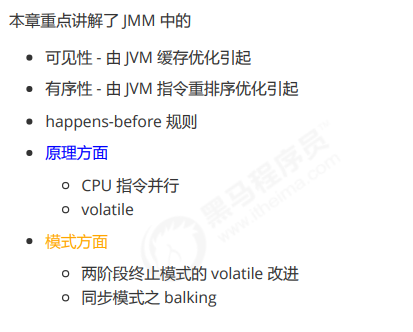 本章重点讲解了 JMM 中的
可见性 - 由 JVM 缓存优化引起
有序性 - 由 JVM 指令重排序优化引起
happens-before 规则
原理方面
CPU 指令并行
volatile
模式方面
两阶段终止模式的 volatile 改进
同步模式之 balking
黑马程序员
www.itheima.com